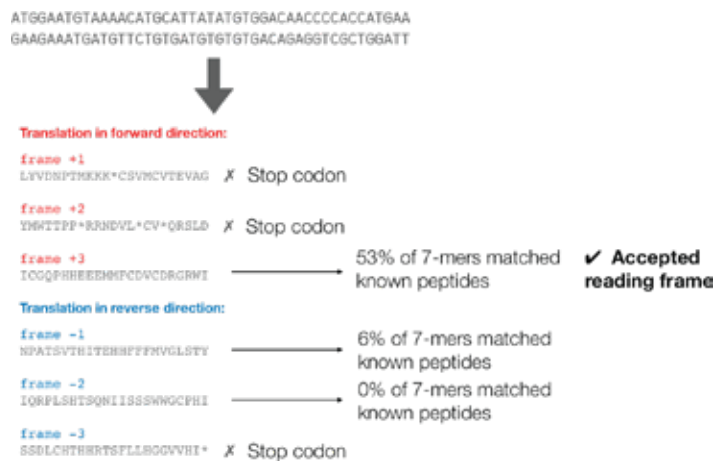 ATGGAATGTAAAACATGCATTATATGTGGACAACCCCACCATGAA
GAAGAAATGATGTTCTGTGATGTGTGTGACAGAGGTCGCTGGATT
Translation in forward direction:
frame +1
LYVDNPTMKKK*CSVMCVTEVAG ✗ Stop codon
frame +2
YMWTTPP*RRNDVL*CV*QRSLD ✗ Stop codon
frame +3
ICGQPHHEEEMMFCDVCDRGRWI
53% of 7-mers matched
known peptides
✔ Accepted
reading frame
Translation in reverse direction:
frame -1
NPATSVTHITEHHFFFMVGLSTY
6% of 7-mers matched
known peptides
frame -2
IQRPLSHTSQNIISSSWWGCPHI
0% of 7-mers matched
known peptides
frame -3
SSDLCHTHHRTSFLLHGGVVHI* ✗ Stop codon